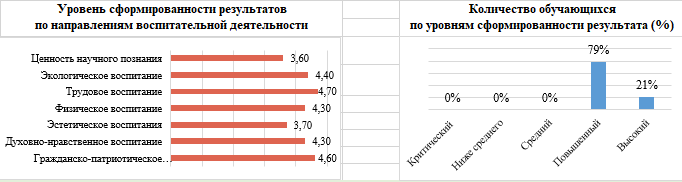 Уровень сформированности результатов
по направлениям воспитательной деятельности
Ценность научного познания 3,60
Экологическое воспитание 4,40
Трудовое воспитание 4,70
Физическое воспитание 4,30
Эстетическое воспитания 3,70
Духовно-нравственное воспитание 4,30
Гражданско-патриотическое… 4,60
Количество обучающихся
по уровням сформированности результата (%)
0% 0% 0% 79% 21%
Критический Ниже среднего Средний Повышенный Высокий